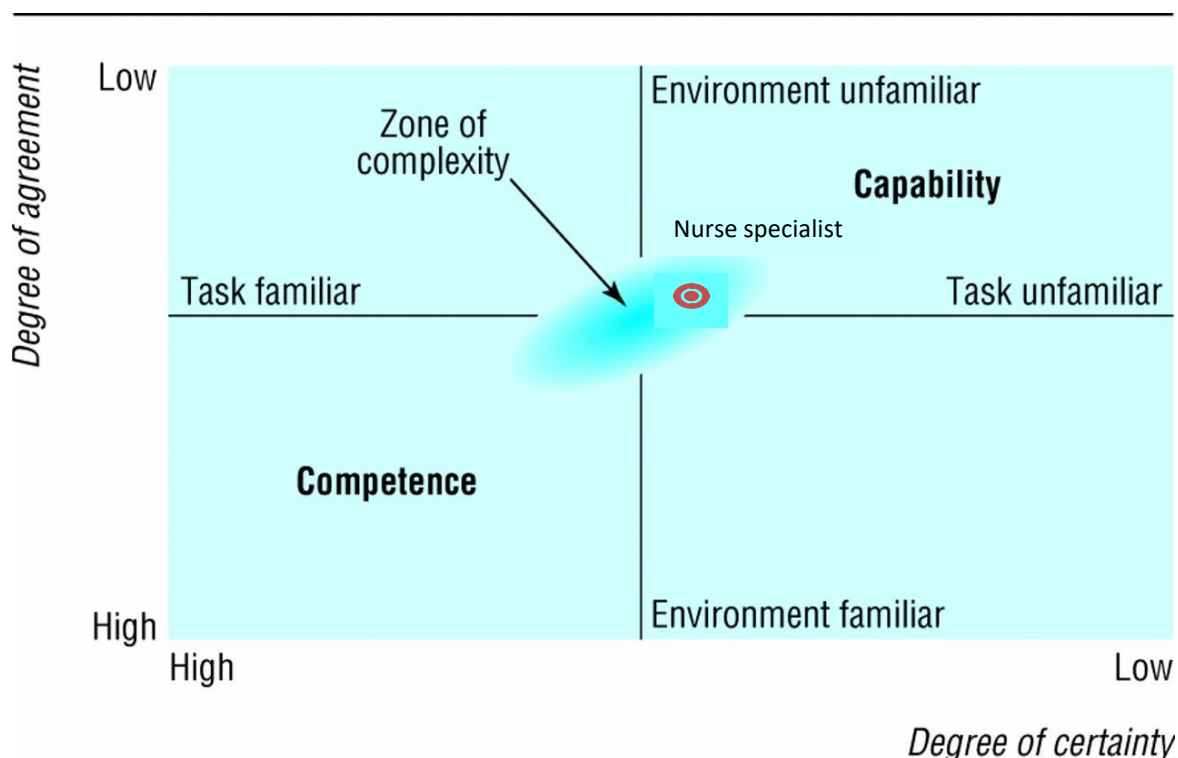 Degree of agreement
Low
Environment unfamiliar
Zone of
complexity
Capability
Nurse specialist
Task familiar
Task unfamiliar
Competence
Environment familiar
High
High
Low
Degree of certainty